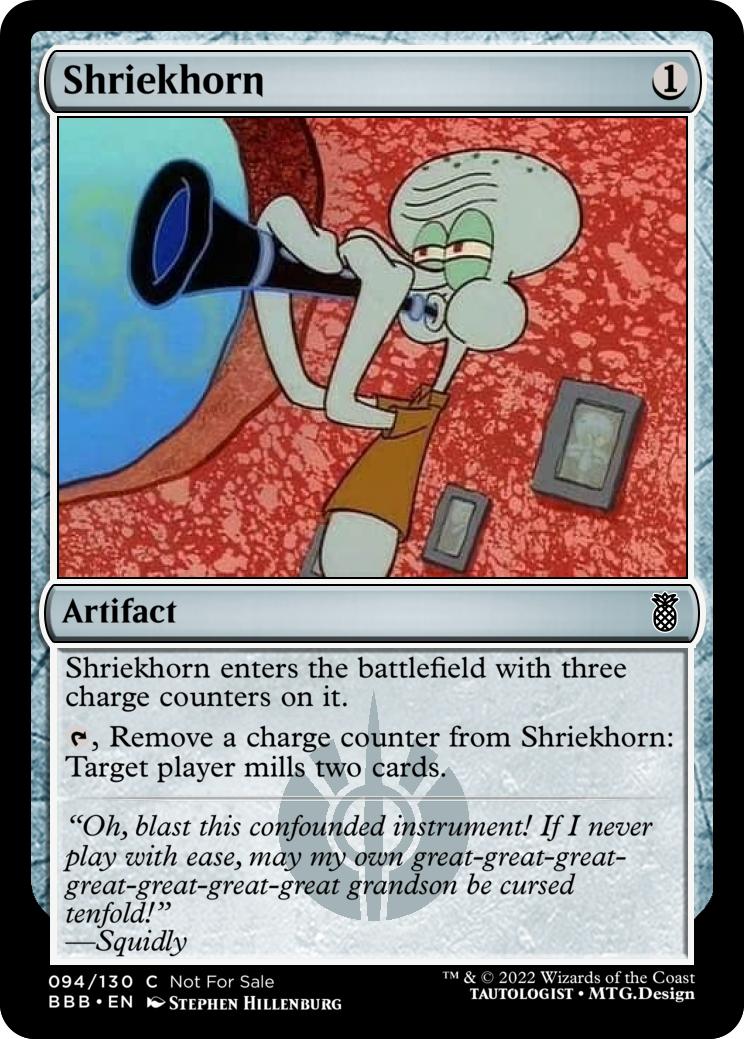 Shriekhorn 1
Artifact
Shriekhorn enters the battlefield with three
charge counters on it.
, Remove a charge counter from Shriekhorn:
Target player mills two cards.
“Oh, blast this confounded instrument! If I never
play with ease, may my own great-great-great-
great-great-great-great grandson be cursed
tenfold!”
—Squidly
094/130 C Not For Sale
BBB • EN STEPHEN HILLENBURG
™ & © 2022 Wizards of the Coast
TAUTOLOGIST • MTG.Design